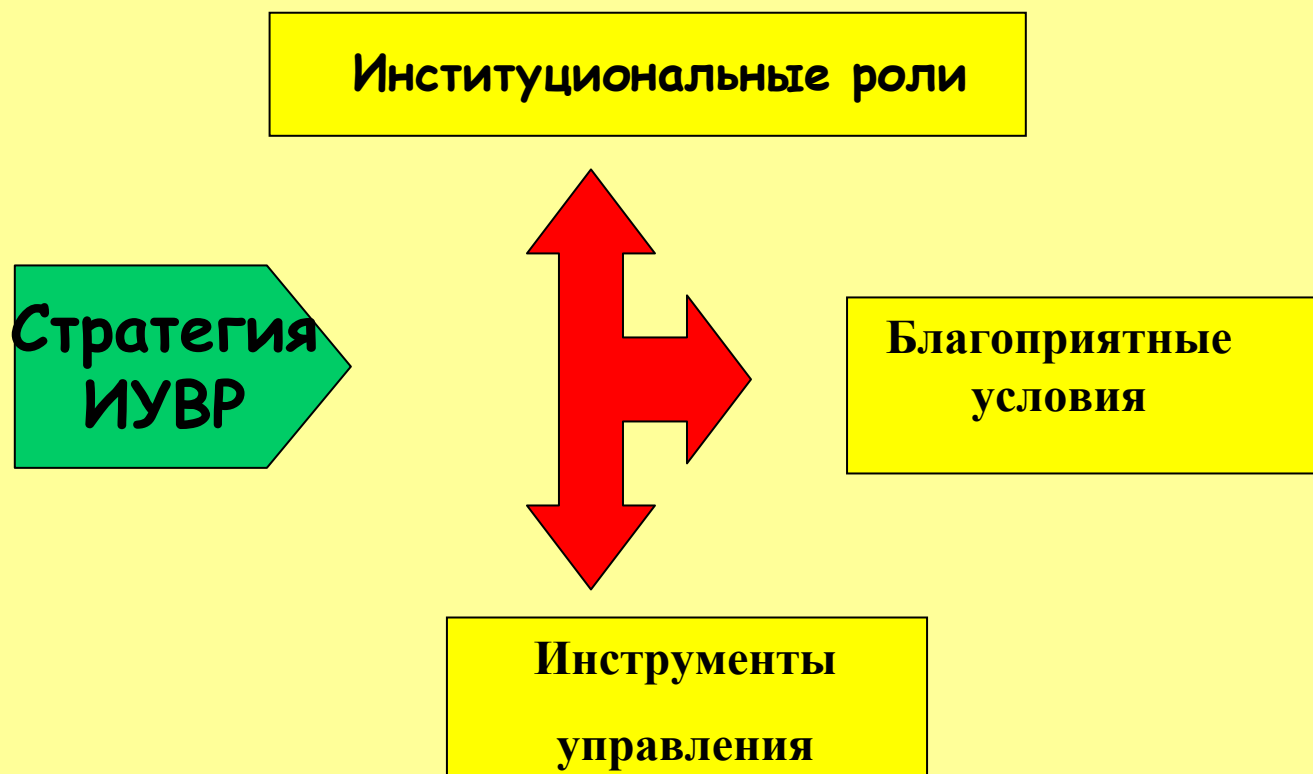 Институциональные роли
Стратегия
ИУВР
Благоприятные
условия
Инструменты
управления